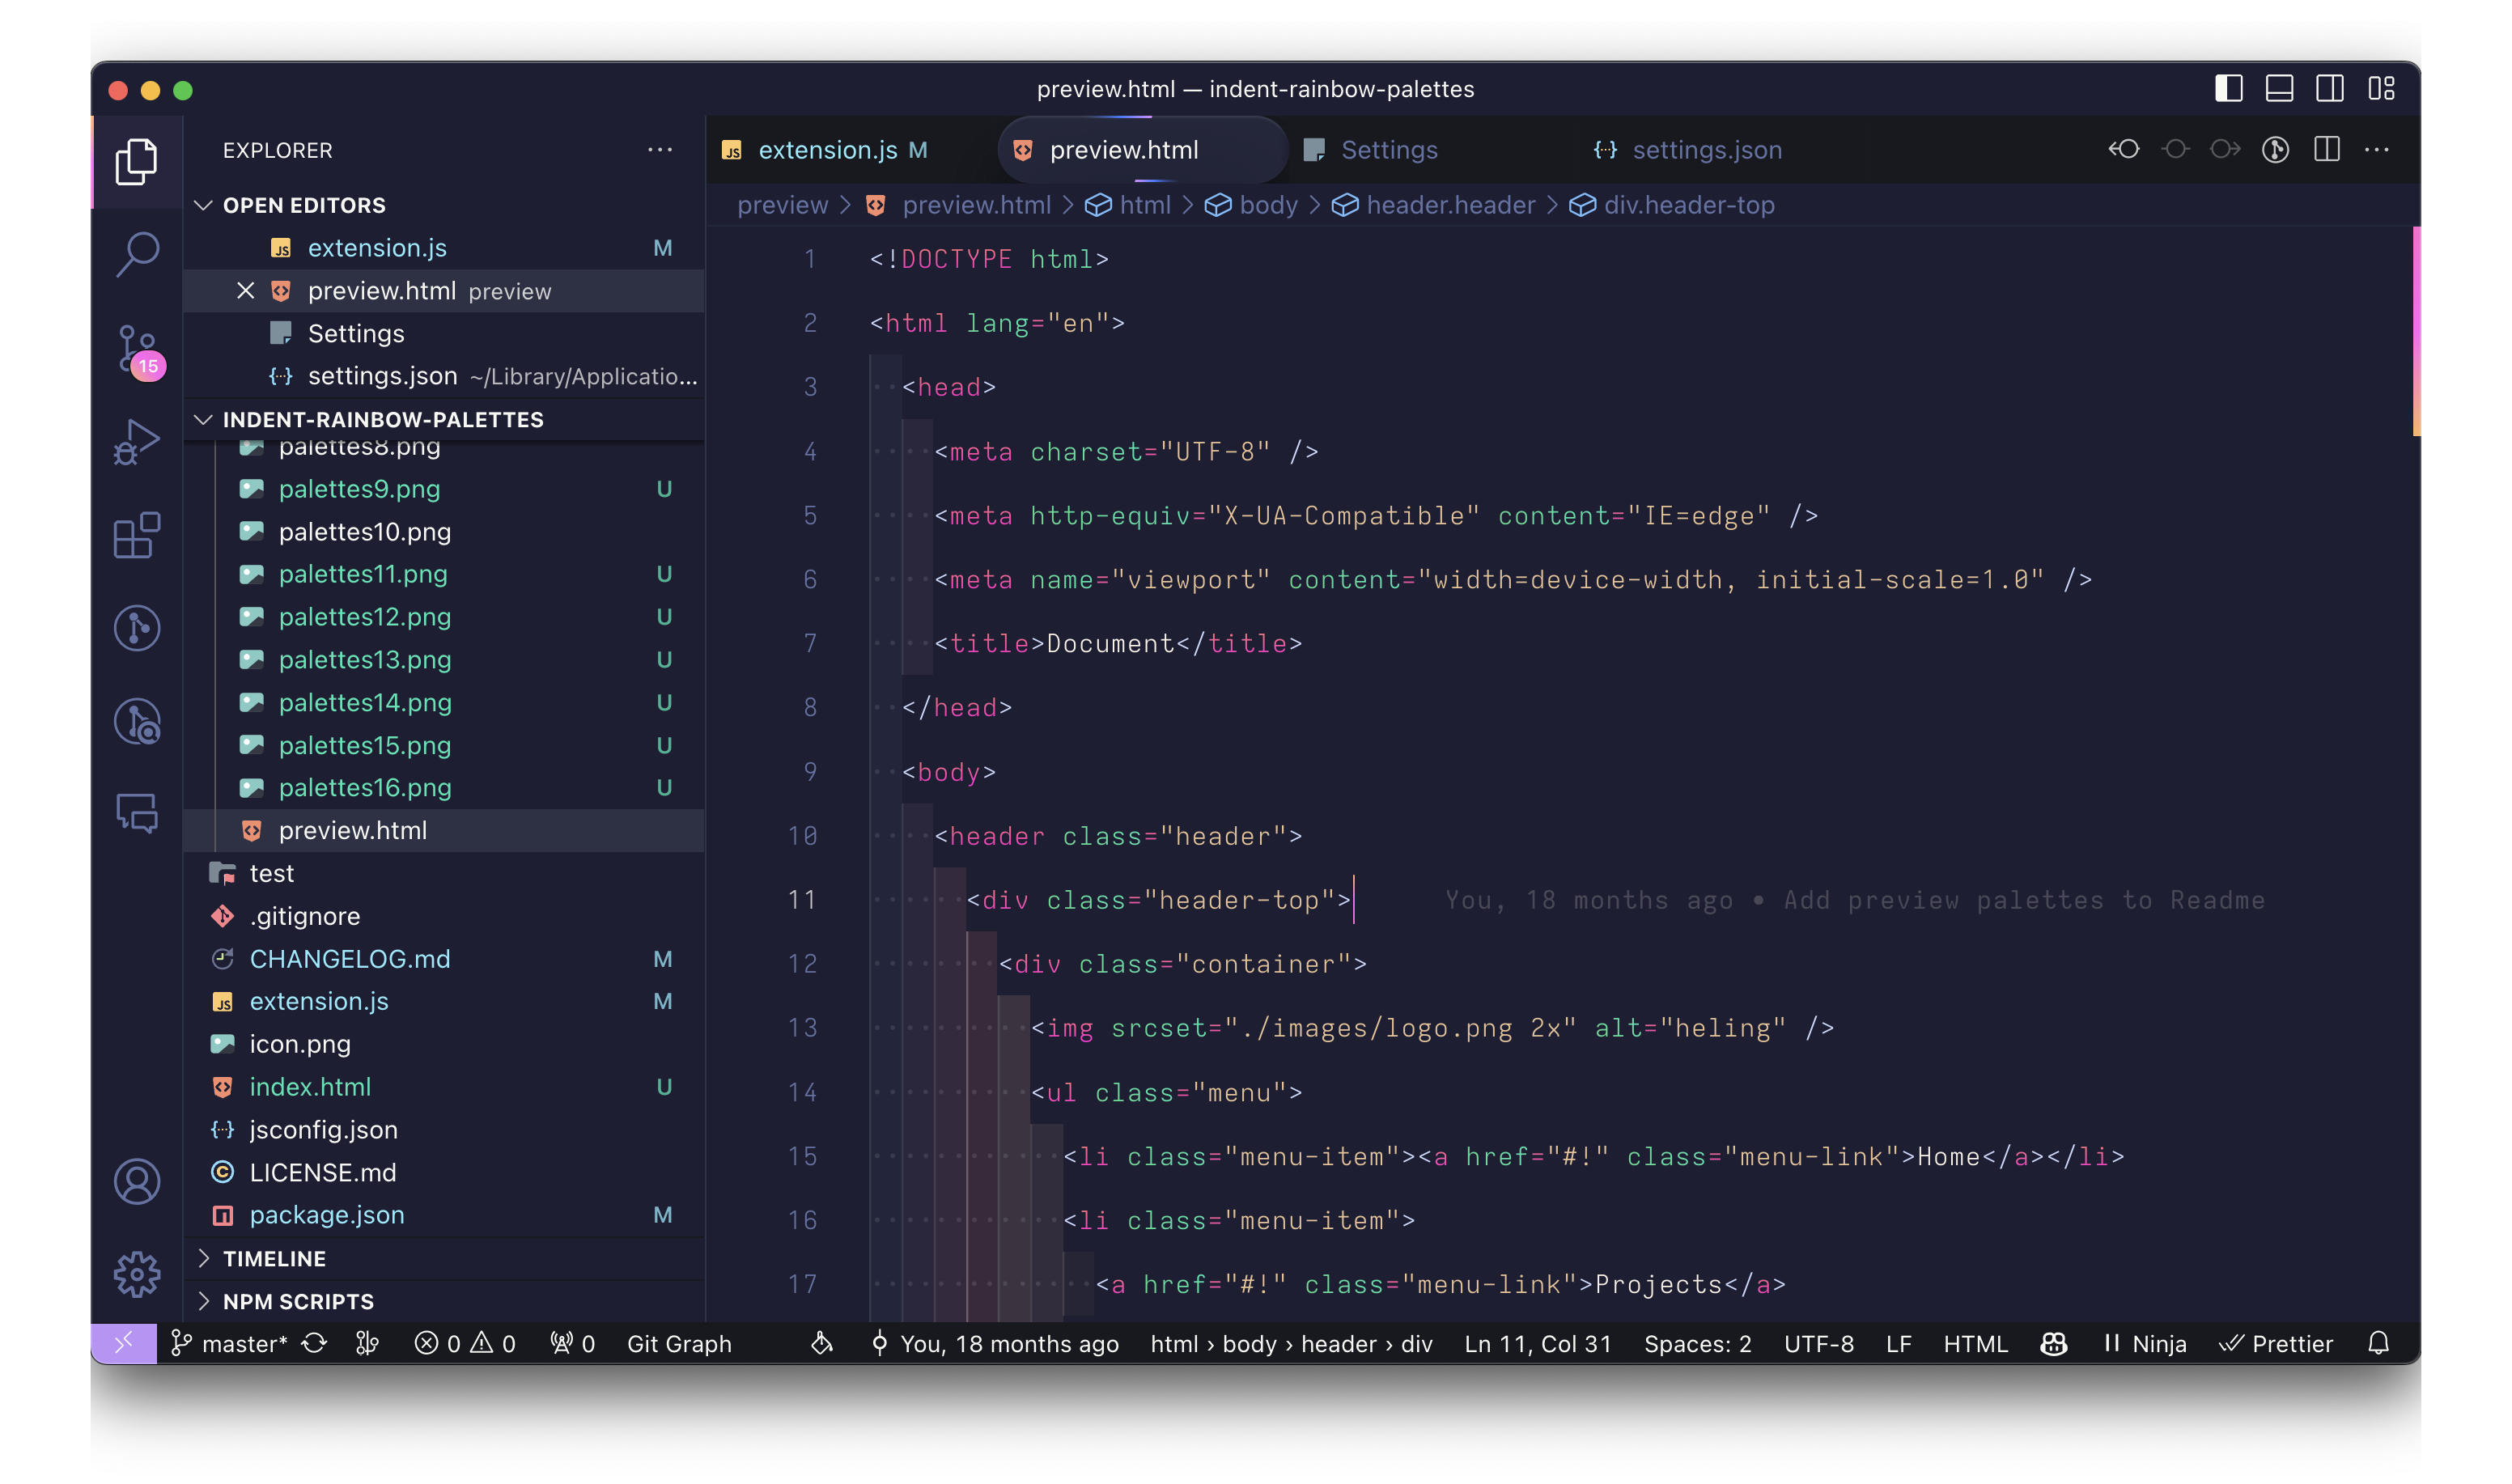 preview.html — indent-rainbow-palettes
EXPLORER
OPEN EDITORS
extension.js M
preview.html preview
Settings
settings.json ~/Library/Applicatio...
INDENT-RAINBOW-PALETTES
palettes8.png
palettes9.png U
palettes10.png
palettes11.png U
palettes12.png U
palettes13.png U
palettes14.png U
palettes15.png U
palettes16.png U
preview.html
test
.gitignore
CHANGELOG.md M
extension.js M
icon.png
index.html U
jsconfig.json
LICENSE.md
package.json M
TIMELINE
NPM SCRIPTS
15
extension.js M preview.html Settings settings.json
preview > preview.html > html > body > header.header > div.header-top
1 <!DOCTYPE html>
2 <html lang="en">
3 <head>
4 <meta charset="UTF-8" />
5 <meta http-equiv="X-UA-Compatible" content="IE=edge" />
6 <meta name="viewport" content="width=device-width, initial-scale=1.0" />
7 <title>Document</title>
8 </head>
9 <body>
10 <header class="header">
11 <div class="header-top"> You, 18 months ago • Add preview palettes to Readme
12 <div class="container">
13 <img srcset="./images/logo.png 2x" alt="heling" />
14 <ul class="menu">
15 <li class="menu-item"><a href="#!" class="menu-link">Home</a></li>
16 <li class="menu-item">
17 <a href="#!" class="menu-link">Projects</a>
master* 0 0 0 Git Graph You, 18 months ago html › body › header › div Ln 11, Col 31 Spaces: 2 UTF-8 LF HTML Ninja Prettier